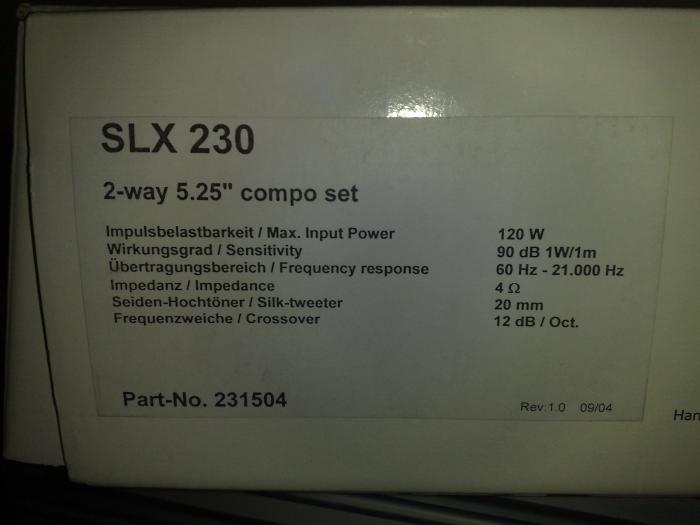 SLX 230
2-way 5.25" compo set
Impulsbelastbarkeit / Max. Input Power 120 W
Wirkungsgrad / Sensitivity 90 dB 1W/1m
Übertragungsbereich / Frequency response 60 Hz - 21.000 Hz
Impedanz / Impedance 4 Ω
Seiden-Hochtöner / Silk-tweeter 20 mm
Frequenzweiche / Crossover 12 dB / Oct.
Part-No. 231504
Rev:1.0 09/04